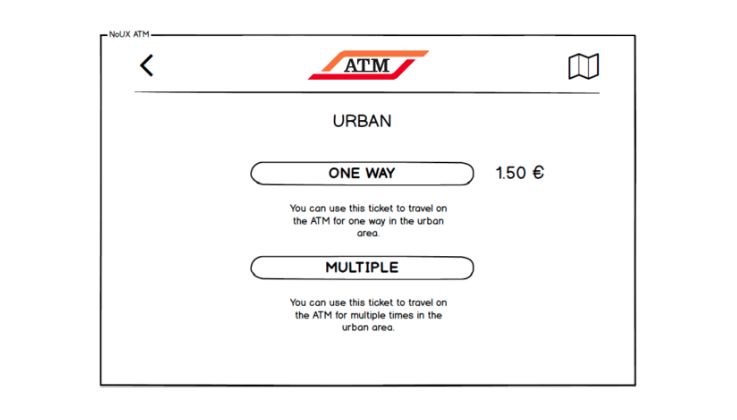 NoUX ATM
ATM
URBAN
ONE WAY 1.50 €
You can use this ticket to travel on
the ATM for one way in the urban
area.
MULTIPLE
You can use this ticket to travel on
the ATM for multiple times in the
urban area.